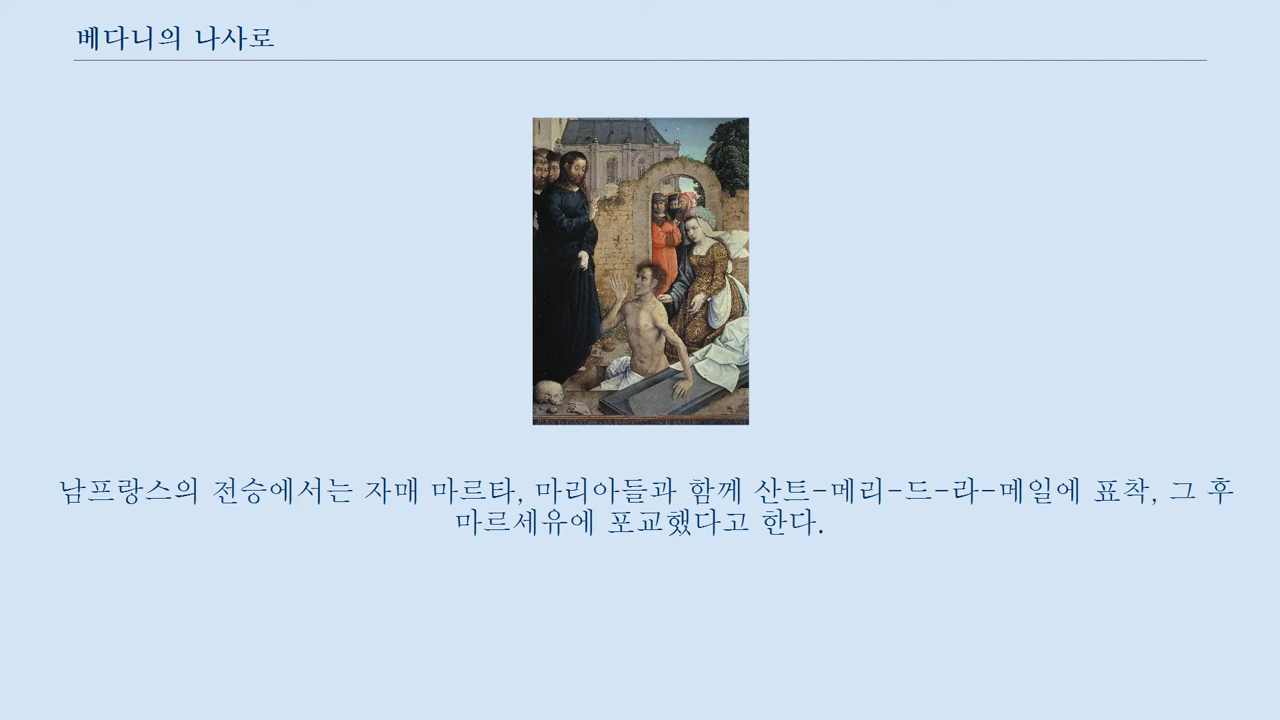 베다니의 나사로
남프랑스의 전승에서는 자매 마르타, 마리아들과 함께 산트-메리-드-라-메일에 표착, 그 후
마르세유에 포교했다고 한다.